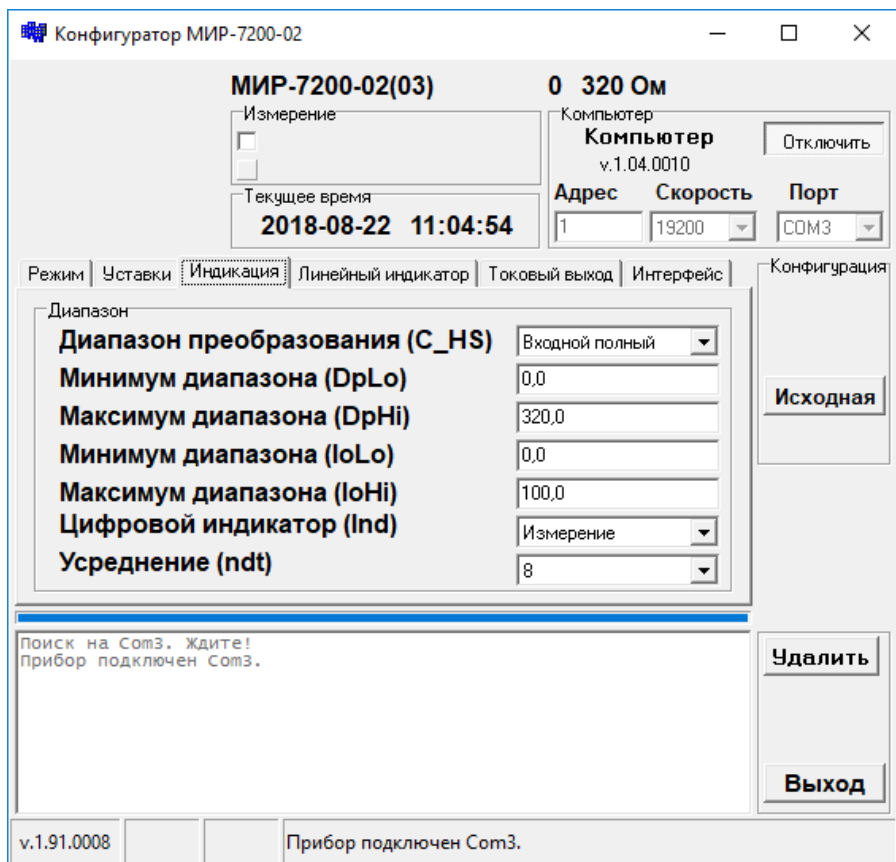 Конфигуратор МИР-7200-02
МИР-7200-02(03) 0 320 Ом
Измерение
Компьютер
Компьютер
Отключить
v.1.04.0010
Текущее время
2018-08-22 11:04:54
Адрес Скорость Порт
1 19200 COM3
Режим Уставки Индикация Линейный индикатор Токовый выход Интерфейс
Конфигурация
Исходная
Диапазон
Диапазон преобразования (C_HS) Входной полный
Минимум диапазона (DpLo) 0,0
Максимум диапазона (DpHi) 320,0
Минимум диапазона (IoLo) 0,0
Максимум диапазона (IoHi) 100,0
Цифровой индикатор (Ind) Измерение
Усреднение (ndt) 8
Поиск на Com3. Ждите!
Прибор подключен Com3.
Удалить
Выход
v.1.91.0008 Прибор подключен Com3.